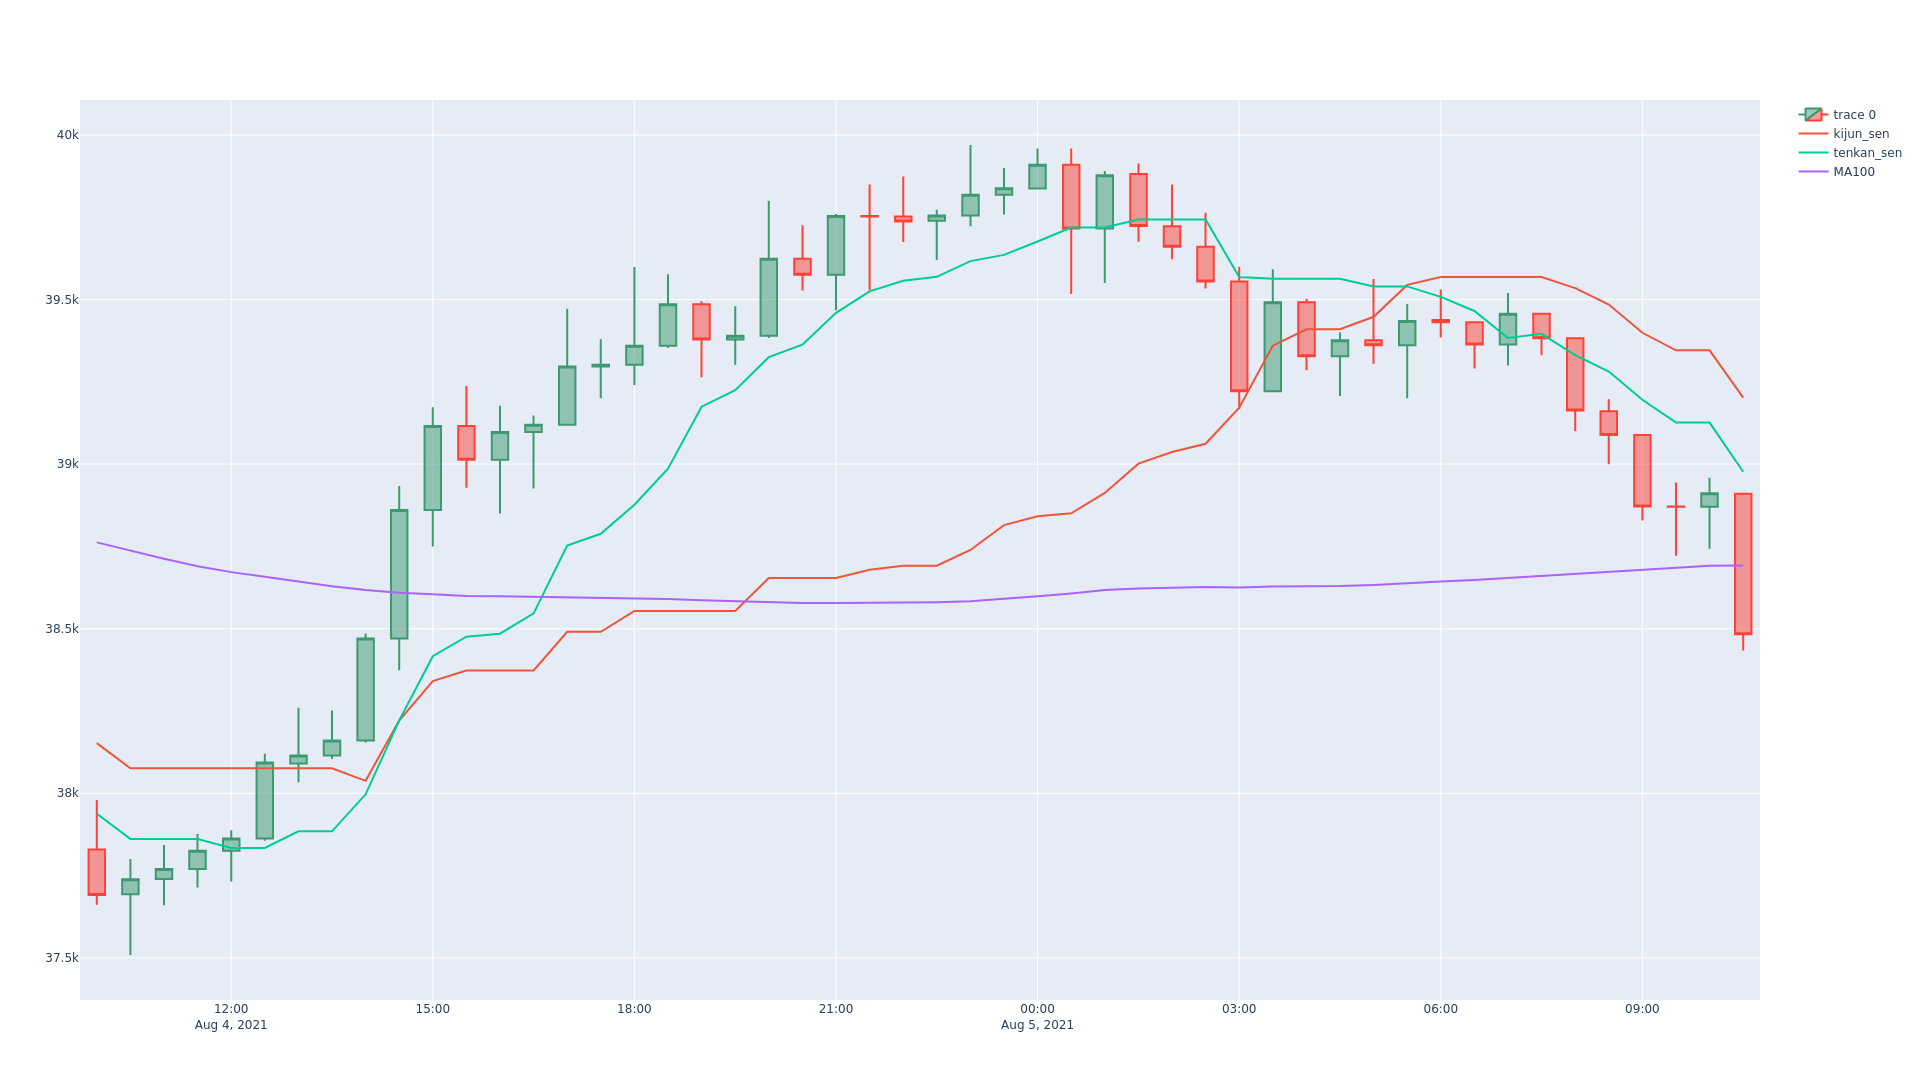 40k
39.5k
39k
38.5k
38k
37.5k
12:00
Aug 4, 2021
15:00
18:00
21:00
00:00
Aug 5, 2021
03:00
06:00
09:00
trace 0
kijun_sen
tenkan_sen
MA100